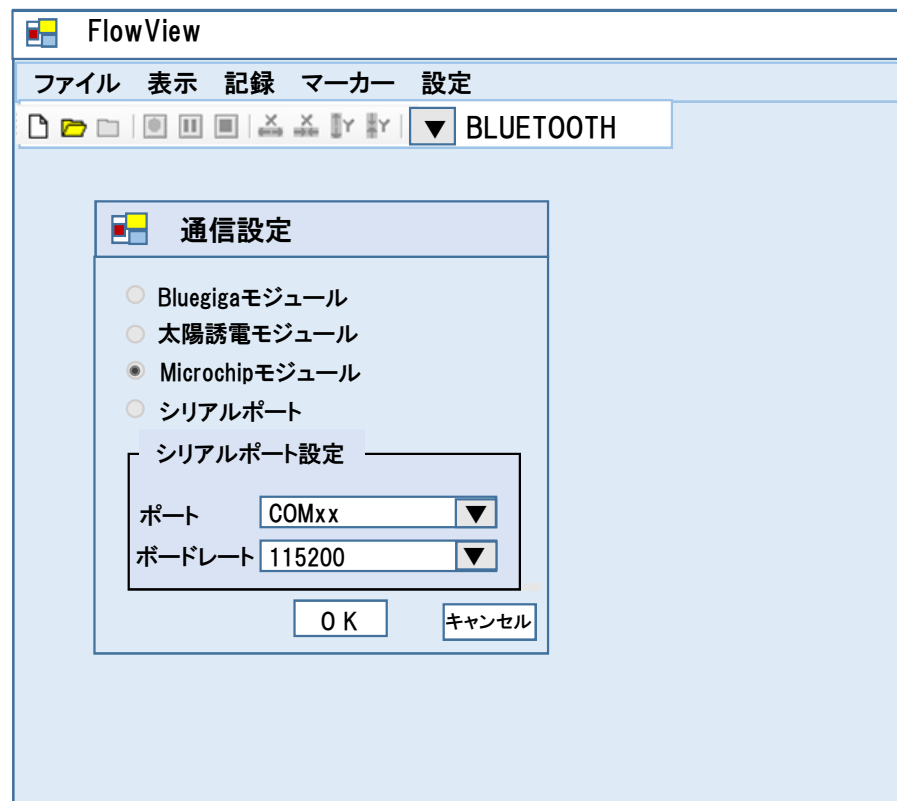 FlowView
ファイル 表示 記録 マーカー 設定
Y Y ▼ BLUETOOTH
通信設定
Bluegigaモジュール
太陽誘電モジュール
Microchipモジュール
シリアルポート
シリアルポート設定
ポート COMxx ▼
ボードレート 115200 ▼
OK キャンセル